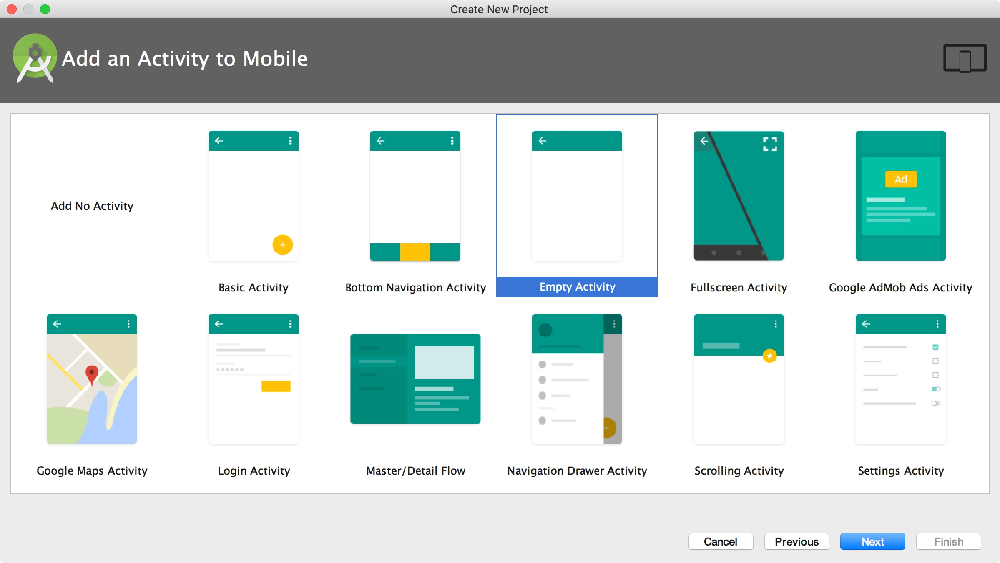 Create New Project
Add an Activity to Mobile
Ad
Add No Activity
Basic Activity
Bottom Navigation Activity
Empty Activity
Fullscreen Activity
Google AdMob Ads Activity
Google Maps Activity
Login Activity
Master/Detail Flow
Navigation Drawer Activity
Scrolling Activity
Settings Activity
Cancel
Previous
Next
Finish